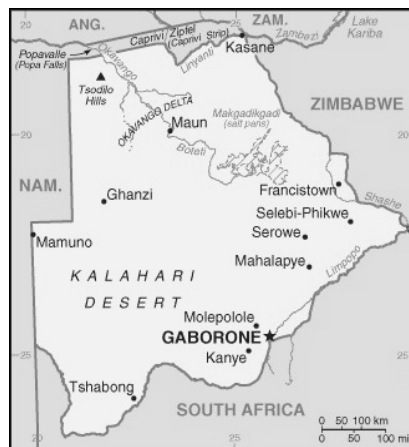 ANG.
ZAM.
Lake
Kariba
Caprivi Zipfel
(Caprivi Strip)
Zambezi
Popavalle
(Popa Falls)
Okavango
Kasane
Linyanti
Tsodilo
Hills
ZIMBABWE
OKAVANGO DELTA
Makgadikgadi
(salt pans)
20
20
Maun
Boteti
NAM.
Ghanzi
Francistown
Shashe
Selebi-Phikwe
Mamuno
Serowe
Mahalapye
Limpopo
KALAHARI
DESERT
Molepolole
GABORONE
Kanye
25
25
Tshabong
SOUTH AFRICA
0 50 100 km
0 50 100 mi
20
25